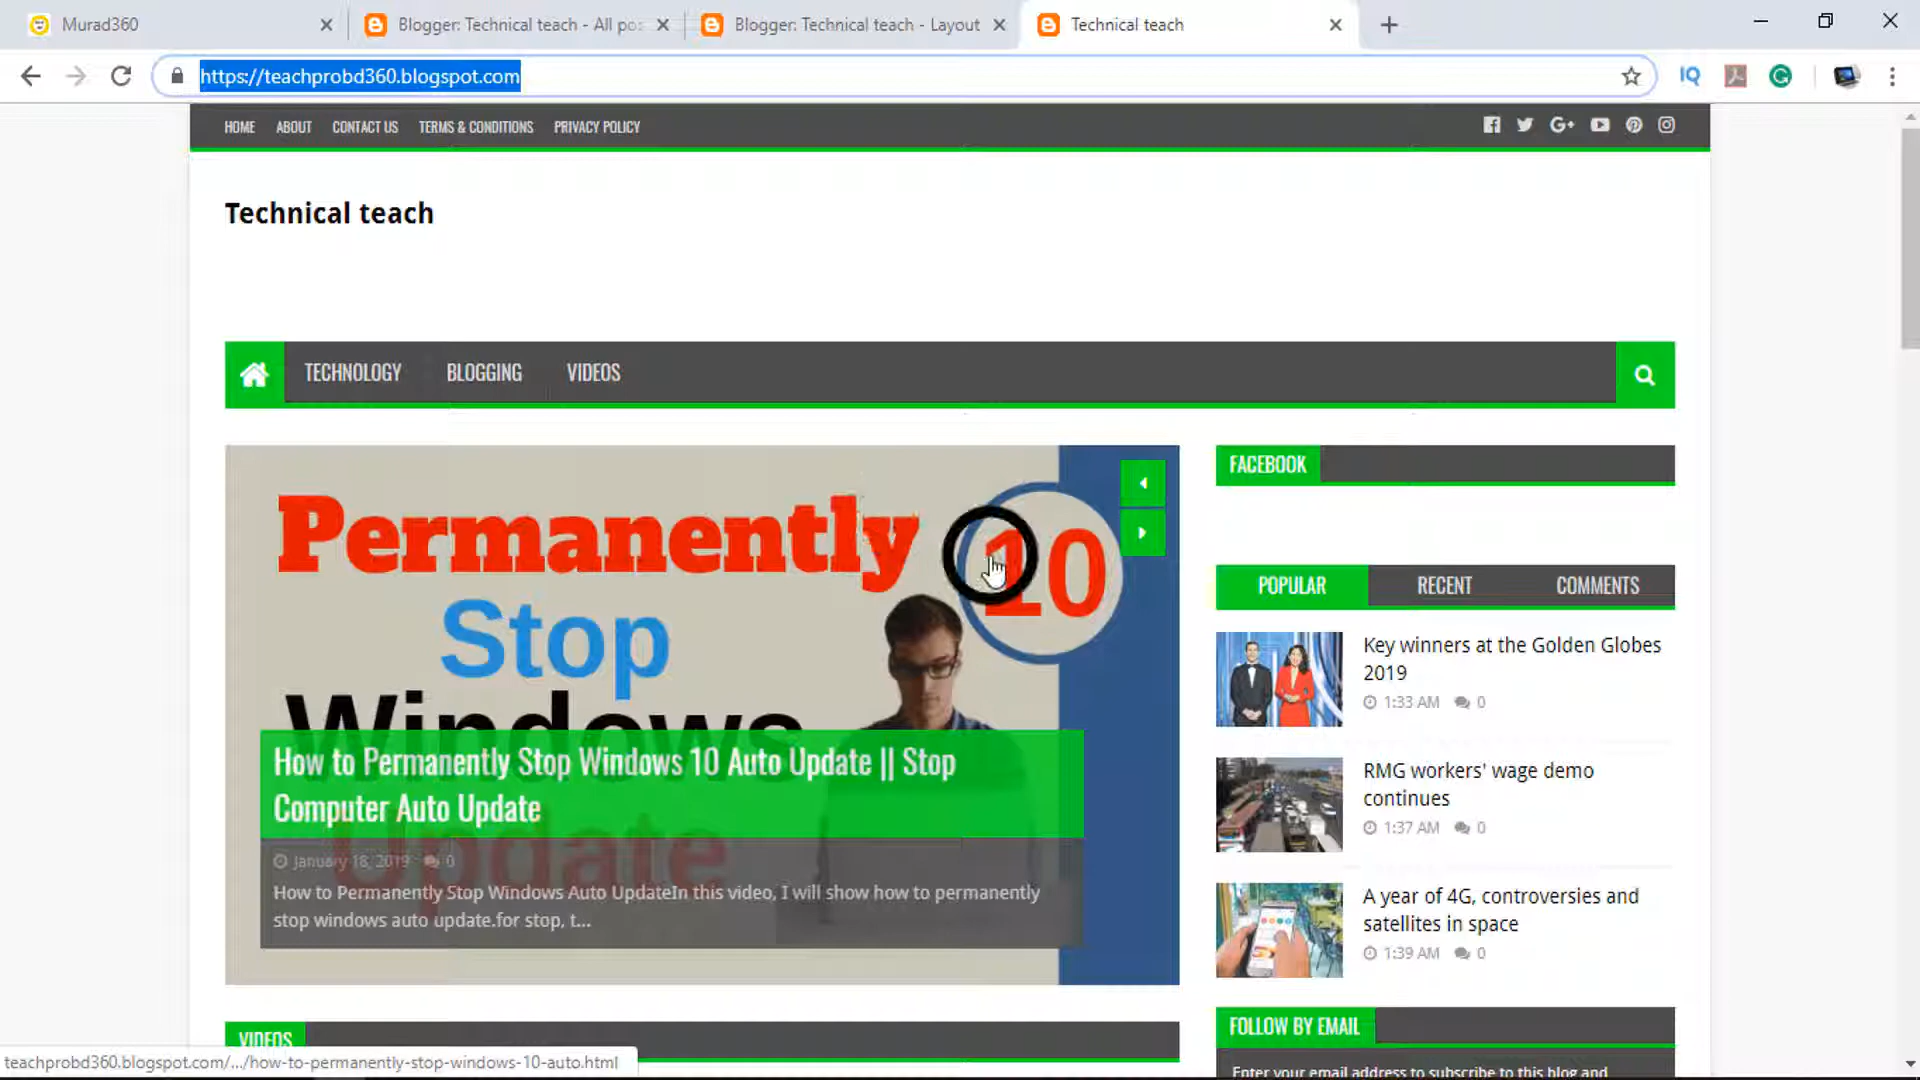 Murad360
Blogger: Technical teach - All pos
Blogger: Technical teach - Layout
Technical teach
https://teachprobd360.blogspot.com
IQ
HOME ABOUT CONTACT US TERMS & CONDITIONS PRIVACY POLICY
Technical teach
TECHNOLOGY BLOGGING VIDEOS
Permanently
10
Stop
Windows
Update
How to Permanently Stop Windows 10 Auto Update || Stop
Computer Auto Update
January 18, 2019 0
How to Permanently Stop Windows Auto UpdateIn this video, I will show how to permanently
stop windows auto update.for stop, t...
VIDEOS
FACEBOOK
POPULAR RECENT COMMENTS
Key winners at the Golden Globes
2019
1:33 AM 0
RMG workers' wage demo
continues
1:37 AM 0
A year of 4G, controversies and
satellites in space
1:39 AM 0
FOLLOW BY EMAIL
Enter your email address to subscribe to this blog and
teachprobd360.blogspot.com/.../how-to-permanently-stop-windows-10-auto.html